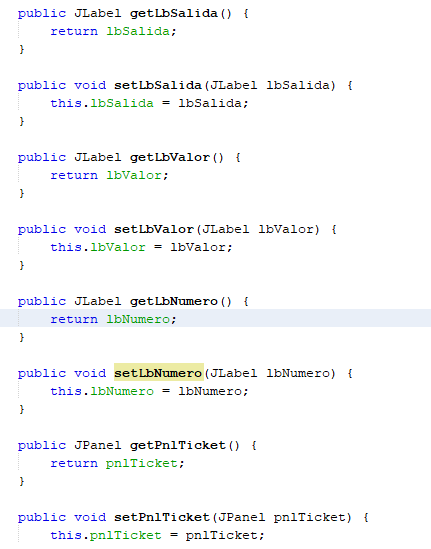 public JLabel getLbSalida() {
    return lbSalida;
}
public void setLbSalida(JLabel lbSalida) {
    this.lbSalida = lbSalida;
}
public JLabel getLbValor() {
    return lbValor;
}
public void setLbValor(JLabel lbValor) {
    this.lbValor = lbValor;
}
public JLabel getLbNumero() {
    return lbNumero;
}
public void setLbNumero(JLabel lbNumero) {
    this.lbNumero = lbNumero;
}
public JPanel getPnlTicket() {
    return pnlTicket;
}
public void setPnlTicket(JPanel pnlTicket) {
    this.pnlTicket = pnlTicket;